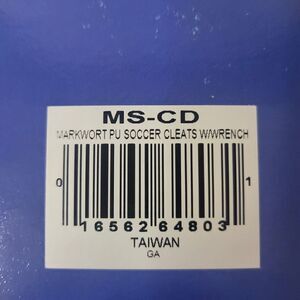 MS-CD
MARKWORT PU SOCCER CLEATS W/WRENCH
0 16562 64803 1
TAIWAN
GA